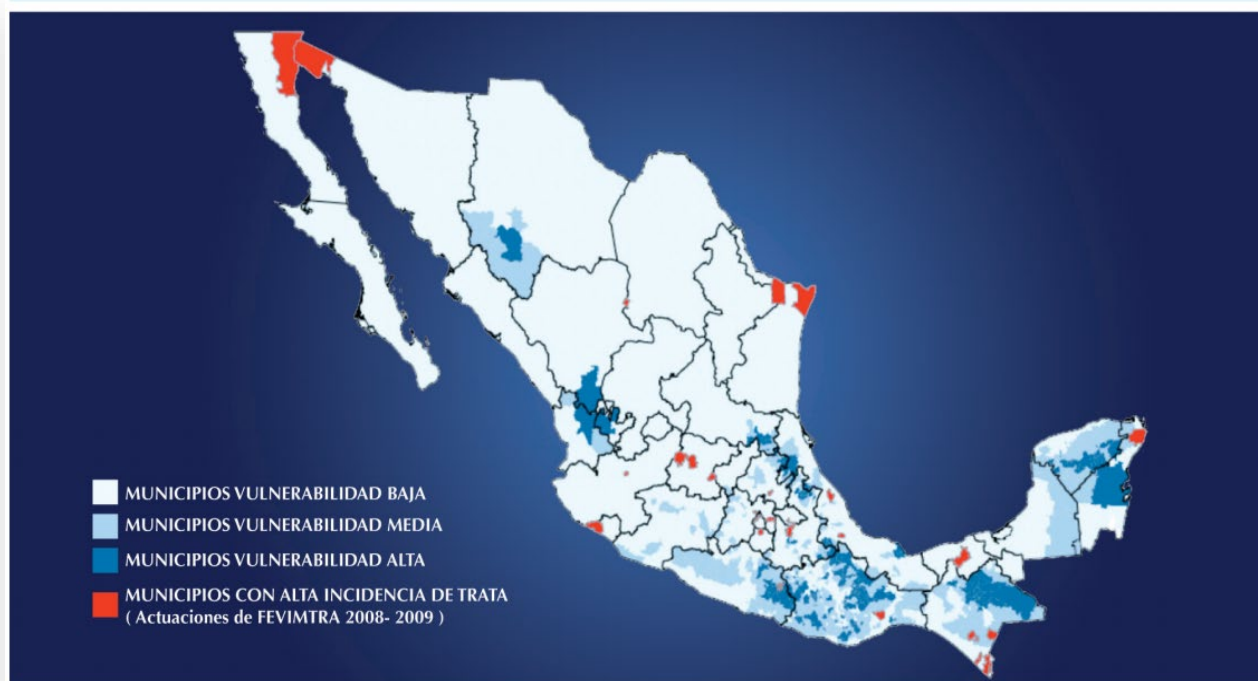 MUNICIPIOS VULNERABILIDAD BAJA
MUNICIPIOS VULNERABILIDAD MEDIA
MUNICIPIOS VULNERABILIDAD ALTA
MUNICIPIOS CON ALTA INCIDENCIA DE TRATA
( Actuaciones de FEVIMTRA 2008- 2009 )